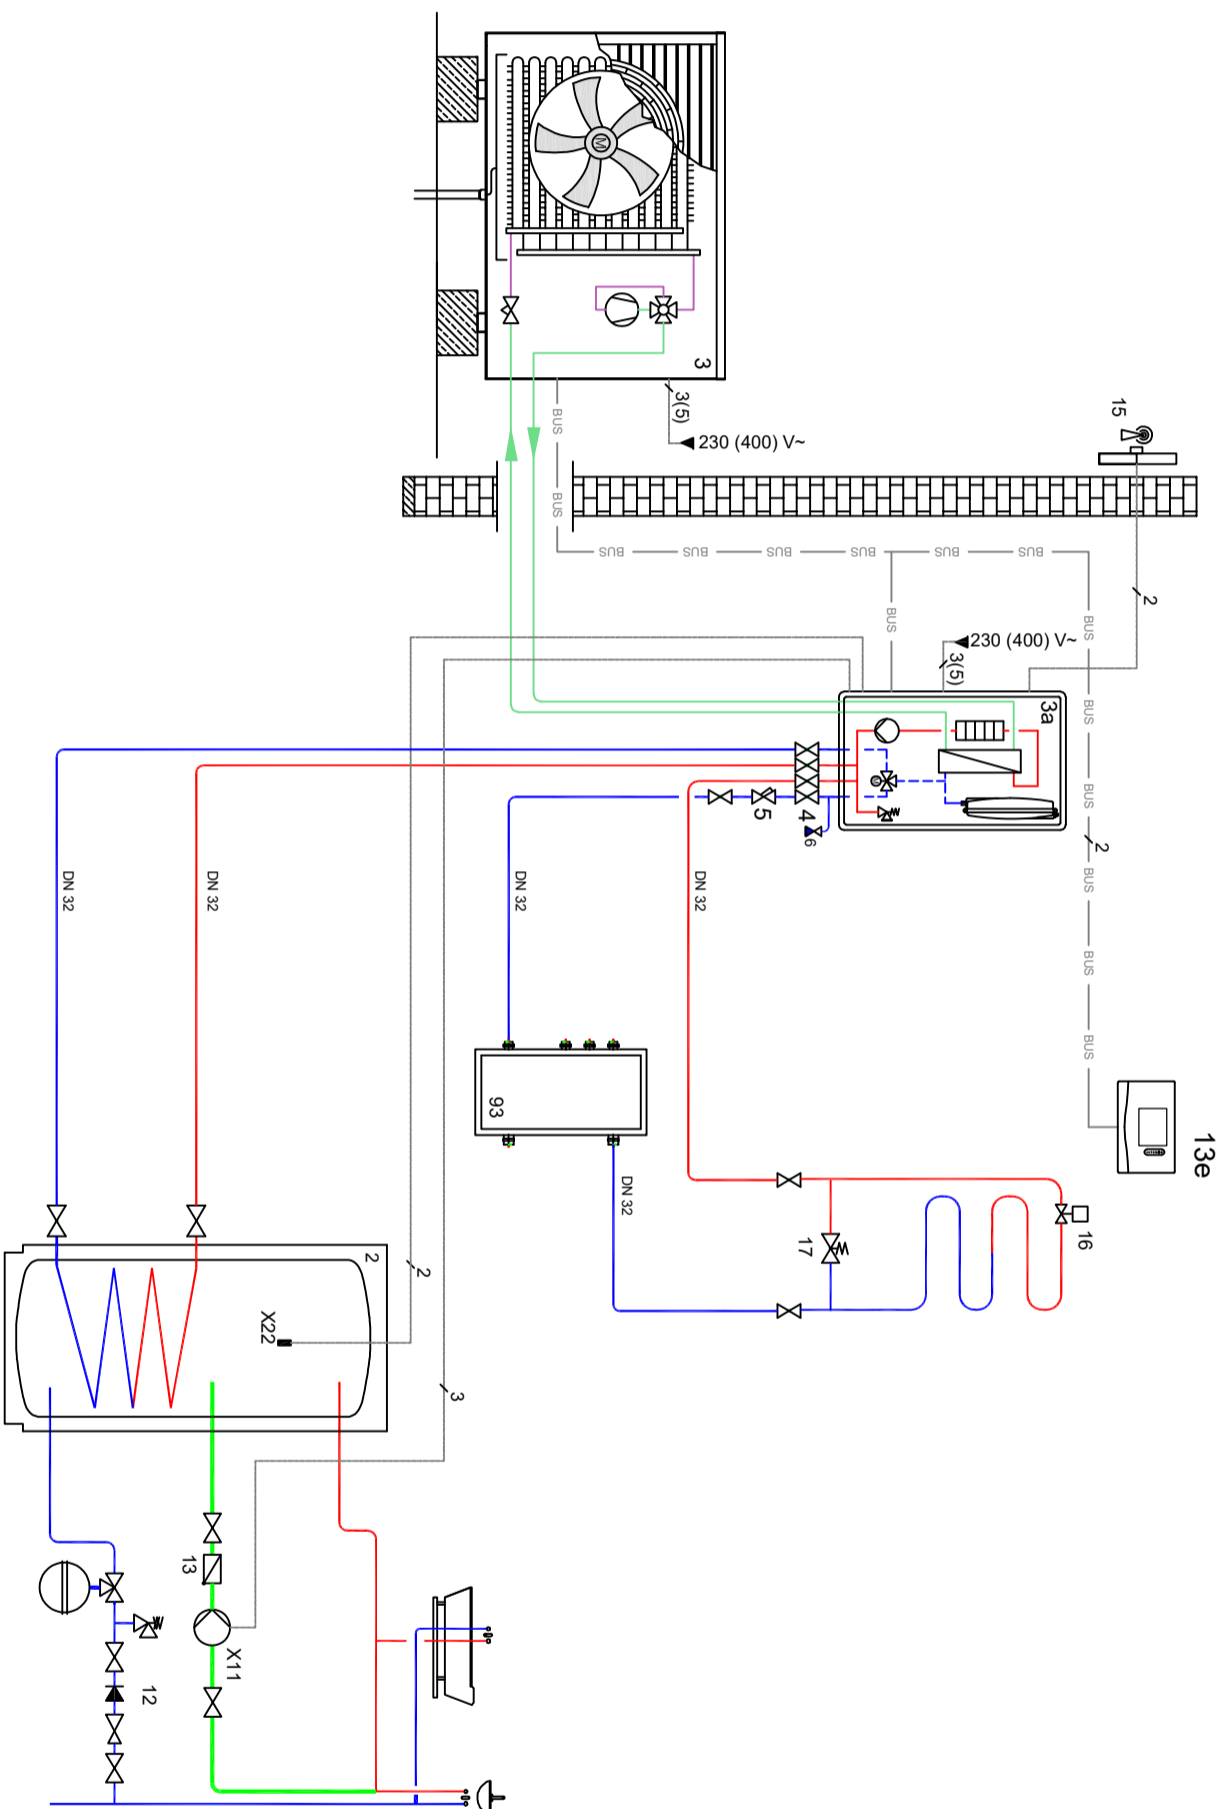 M
3
3(5)
230 (400) V~
15
BUS
BUS
BUS
BUS
BUS
BUS
BUS
BUS
2
BUS
BUS
230 (400) V~
3(5)
3a
BUS
M
4
5
6
2
BUS
DN 32
DN 32
DN 32
DN 32
BUS
BUS
93
13e
DN 32
16
17
2
2
X22
3
13
X11
12